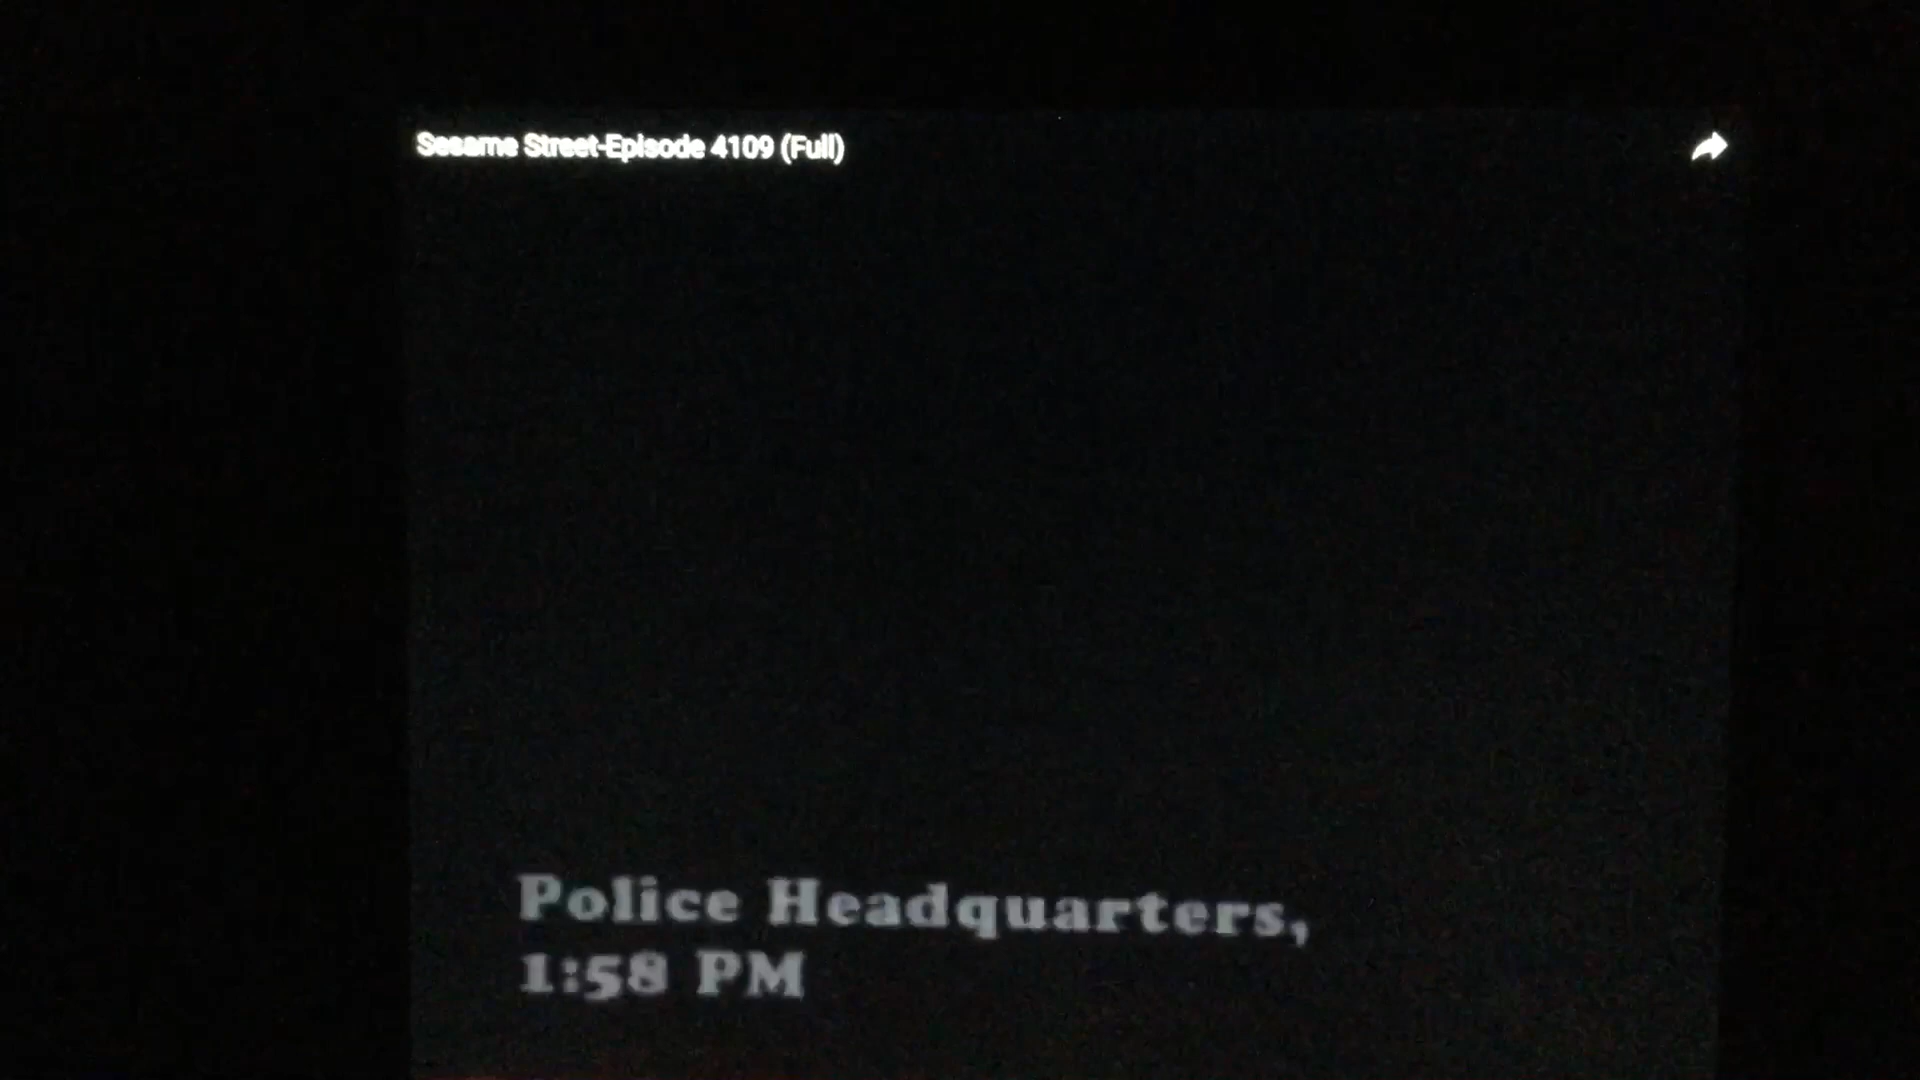 Sesame Street-Episode 4109 (Full)
Police Headquarters,
1:58 PM